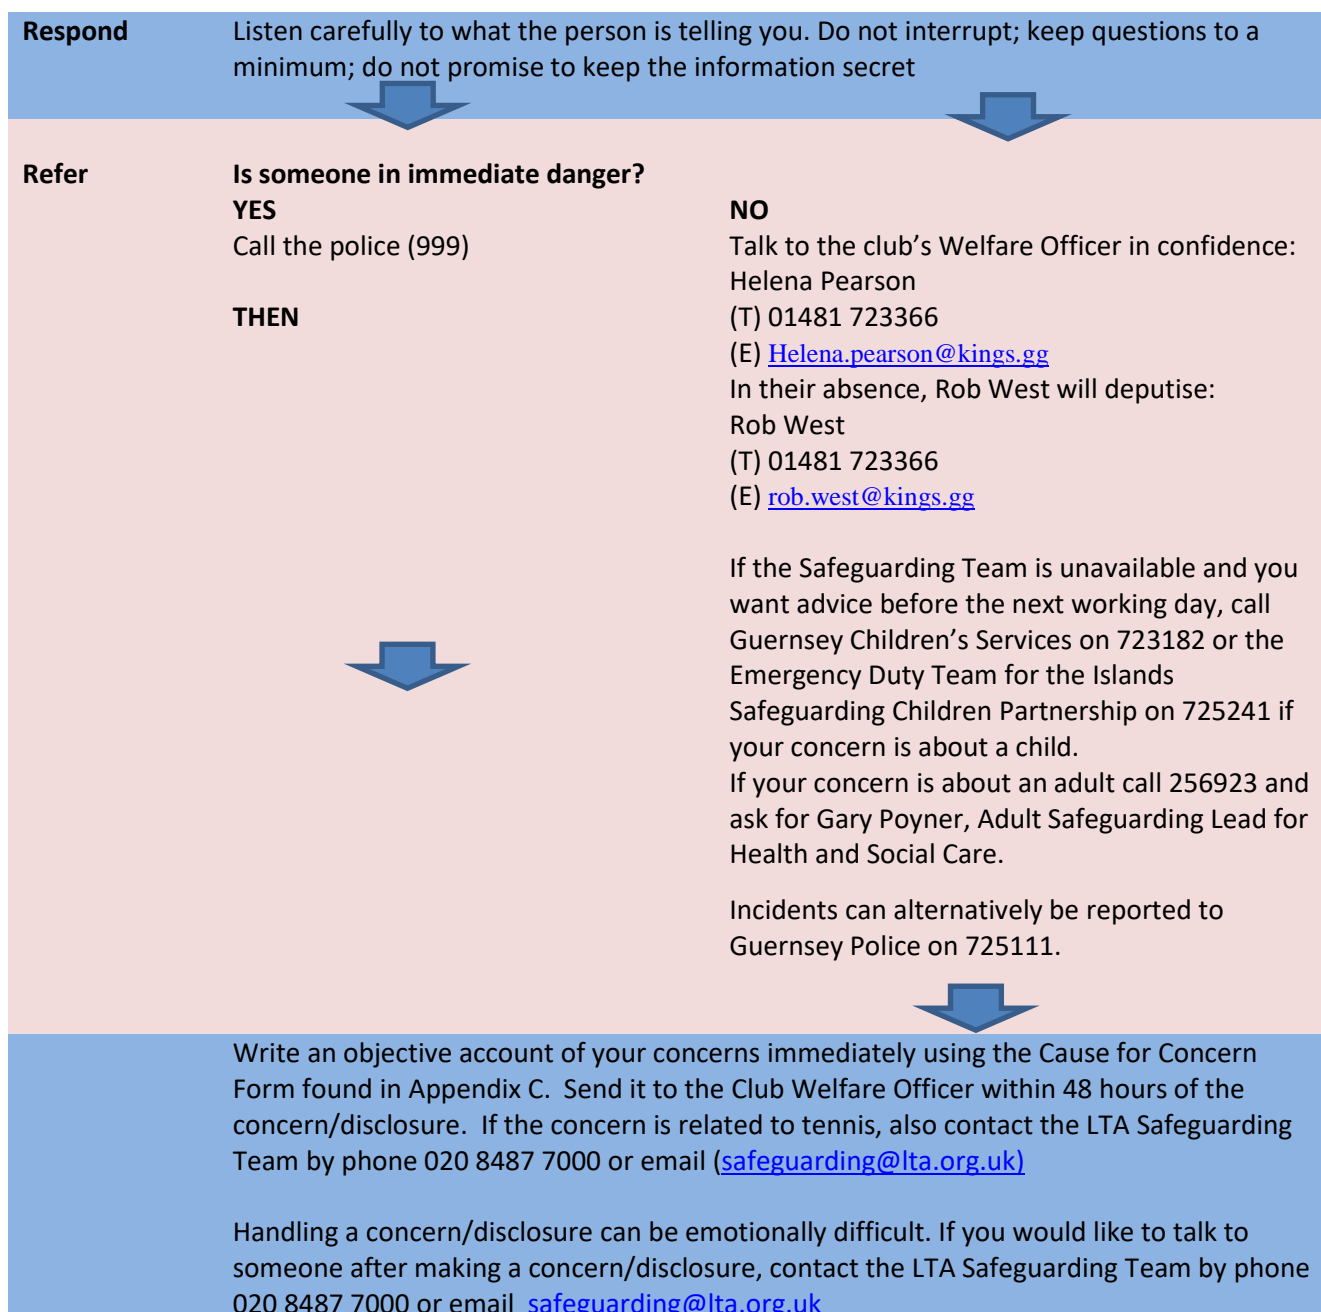 Respond
Listen carefully to what the person is telling you. Do not interrupt; keep questions to a
minimum; do not promise to keep the information secret
Refer
Is someone in immediate danger?
YES
Call the police (999)
THEN
NO
Talk to the club’s Welfare Officer in confidence:
Helena Pearson
(T) 01481 723366
(E) Helena.pearson@kings.gg
In their absence, Rob West will deputise:
Rob West
(T) 01481 723366
(E) rob.west@kings.gg
If the Safeguarding Team is unavailable and you
want advice before the next working day, call
Guernsey Children’s Services on 723182 or the
Emergency Duty Team for the Islands
Safeguarding Children Partnership on 725241 if
your concern is about a child.
If your concern is about an adult call 256923 and
ask for Gary Poyner, Adult Safeguarding Lead for
Health and Social Care.
Incidents can alternatively be reported to
Guernsey Police on 725111.
Write an objective account of your concerns immediately using the Cause for Concern
Form found in Appendix C.  Send it to the Club Welfare Officer within 48 hours of the
concern/disclosure.  If the concern is related to tennis, also contact the LTA Safeguarding
Team by phone 020 8487 7000 or email (safeguarding@lta.org.uk)
Handling a concern/disclosure can be emotionally difficult. If you would like to talk to
someone after making a concern/disclosure, contact the LTA Safeguarding Team by phone
020 8487 7000 or email  safeguarding@lta.org.uk